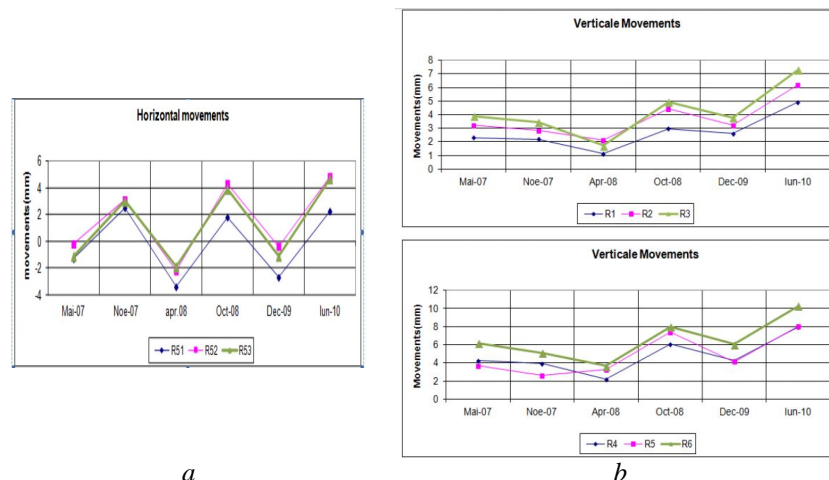 Horizontal movements
movements(mm)
6
4
2
0
-2
-4
Mai-07 Noe-07 apr.08 Oct-08 Dec-09 Iun-10
R51 R52 R53
a
Verticale Movements
Movements(mm)
8
7
6
5
4
3
2
1
0
Mai-07 Noe-07 Apr-08 Oct-08 Dec-09 Iun-10
R1 R2 R3
Verticale Movements
Movements(mm)
12
10
8
6
4
2
0
Mai-07 Noe-07 Apr-08 Oct-08 Dec-09 Iun-10
R4 R5 R6
b